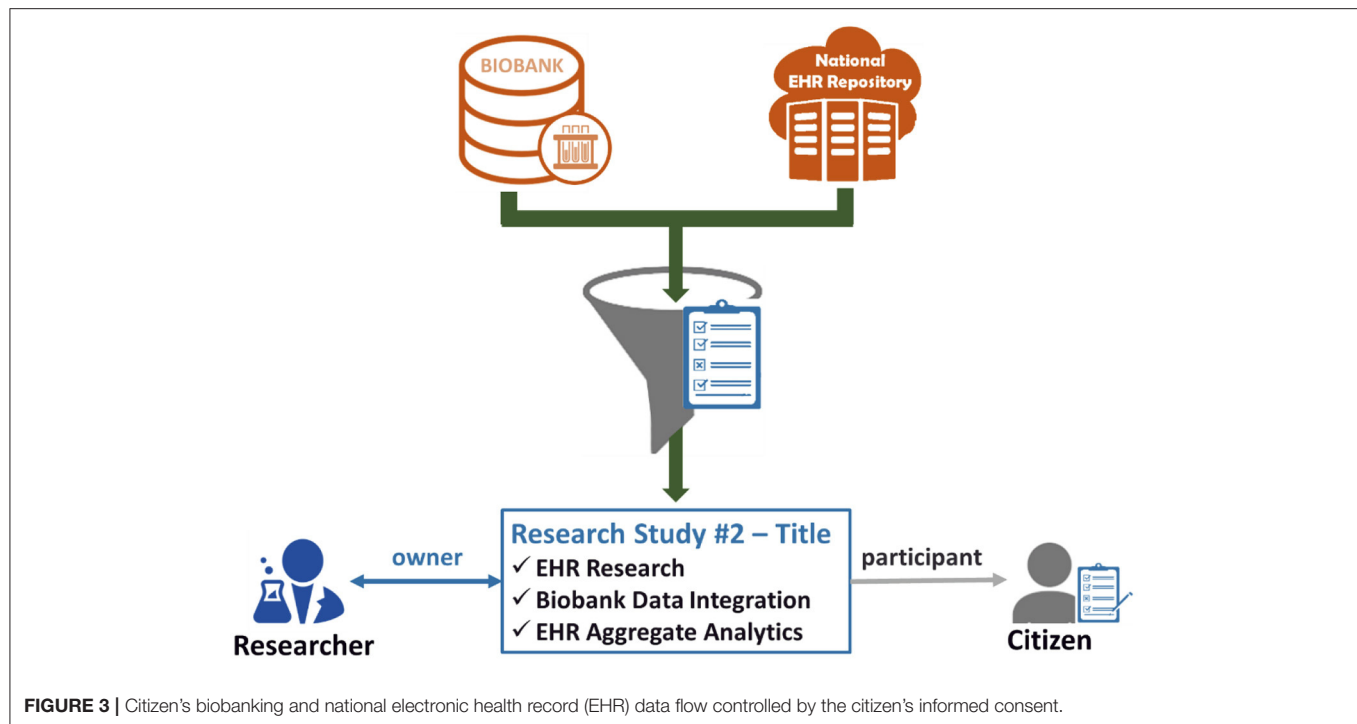 BIOBANK
National
EHR Repository
Research Study #2 – Title
✓ EHR Research
✓ Biobank Data Integration
✓ EHR Aggregate Analytics
owner
participant
Researcher
Citizen
FIGURE 3 | Citizen's biobanking and national electronic health record (EHR) data flow controlled by the citizen's informed consent.